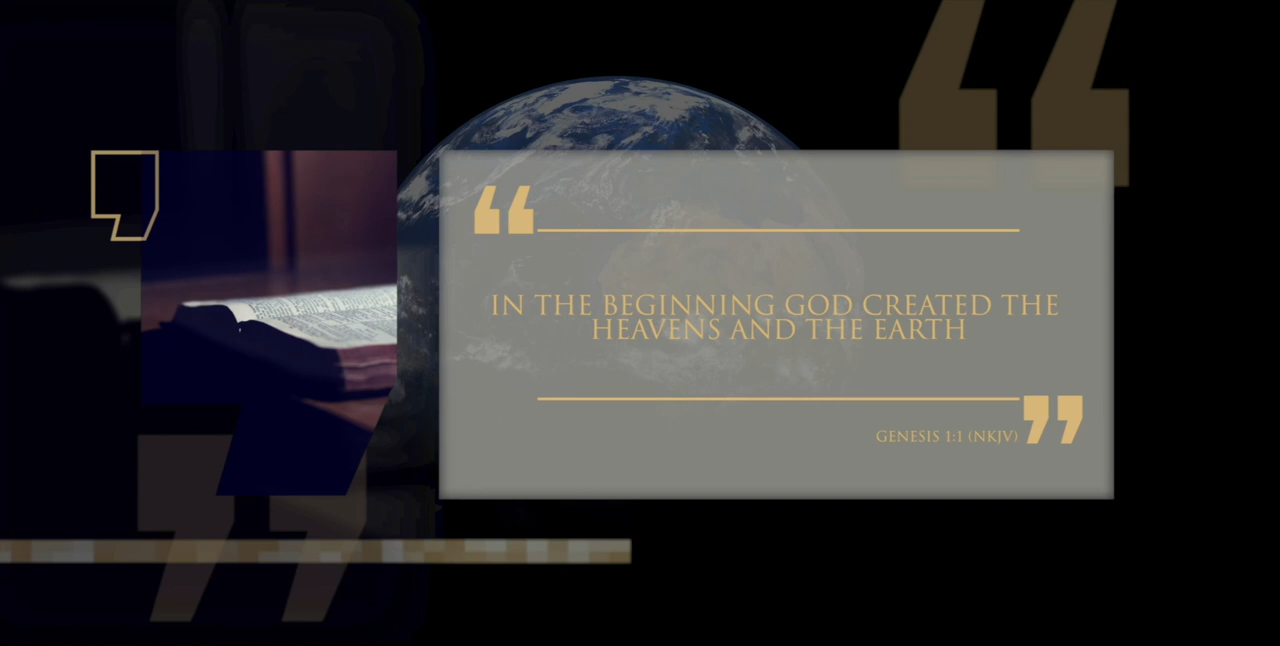 IN THE BEGINNING GOD CREATED THE
HEAVENS AND THE EARTH
GENESIS 1:1 (NKJV)